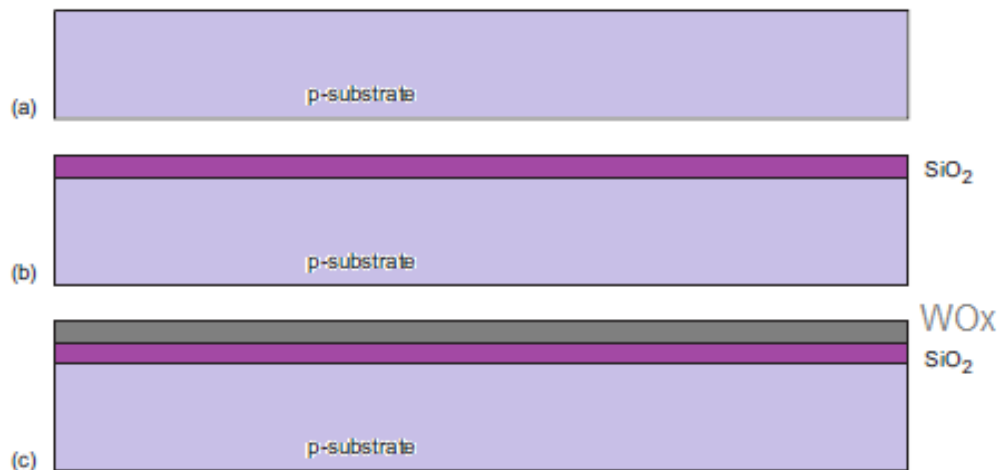 p-substrate
(a)
SiO₂
p-substrate
(b)
WOx
SiO₂
p-substrate
(c)